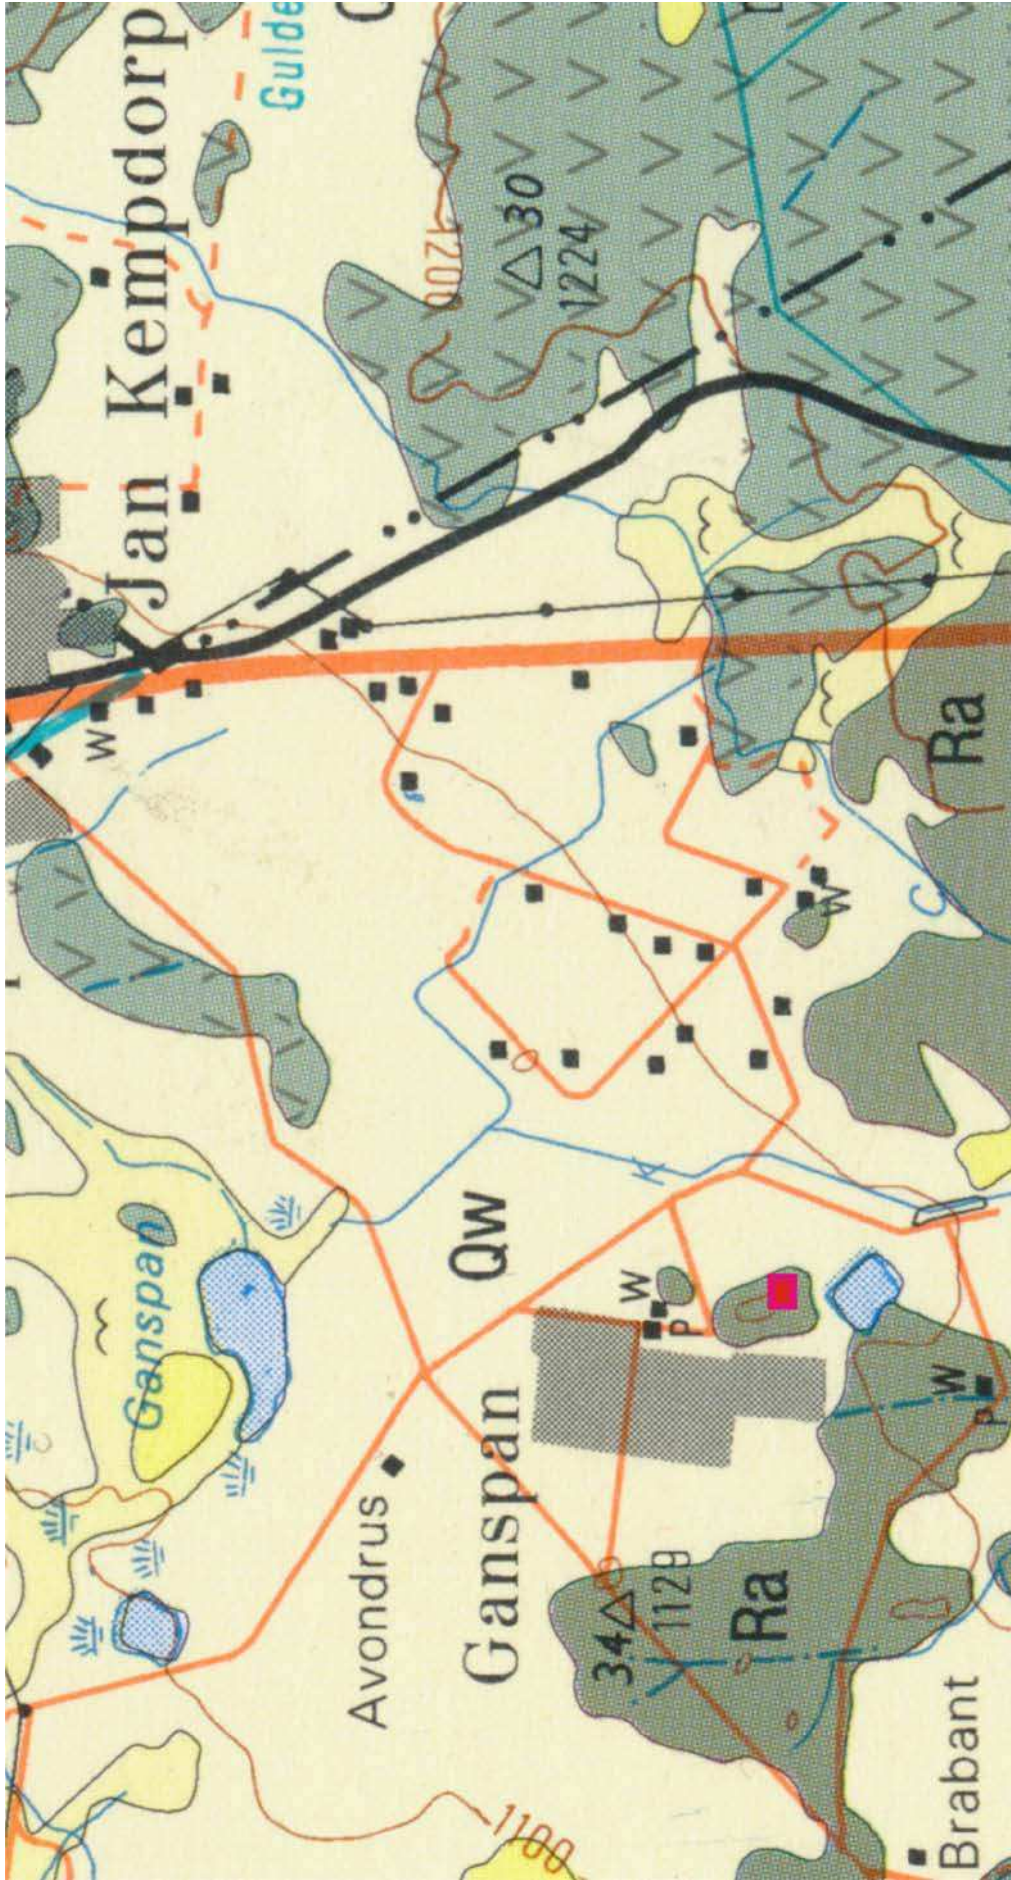 Jan Kempdorp
Gulde
1200
30
1224
W
Ra
W
C
K
Qw
Ganspan
W
P
Ganspan
W
P
Avondrus
34
1129
Ra
1100
Brabant